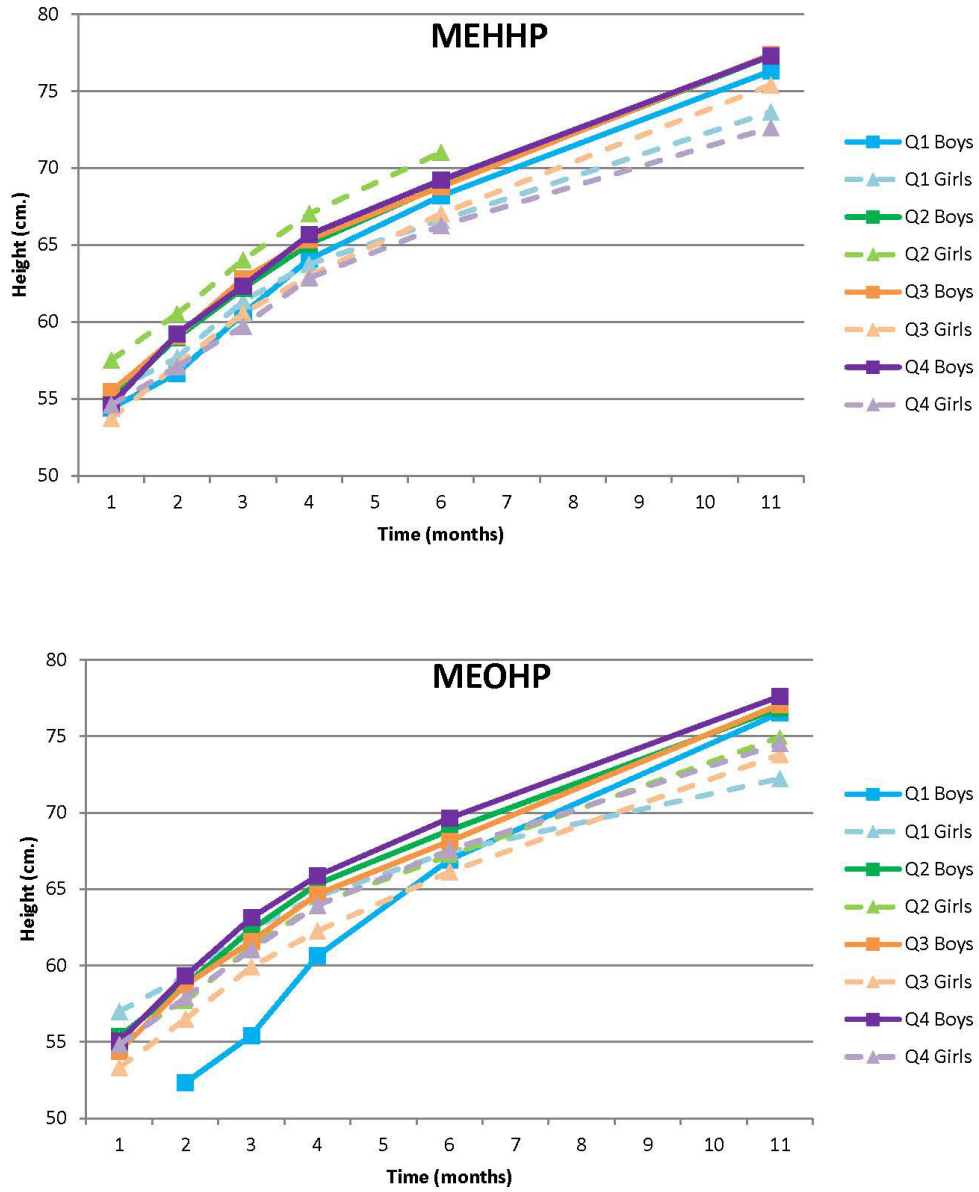 MEHHP
80
75
70
65
60
55
50
Height (cm.)
1 2 3 4 5 6 7 8 9 10 11
Time (months)
Q1 Boys
Q1 Girls
Q2 Boys
Q2 Girls
Q3 Boys
Q3 Girls
Q4 Boys
Q4 Girls
MEOHP
80
75
70
65
60
55
50
Height (cm.)
1 2 3 4 5 6 7 8 9 10 11
Time (months)
Q1 Boys
Q1 Girls
Q2 Boys
Q2 Girls
Q3 Boys
Q3 Girls
Q4 Boys
Q4 Girls